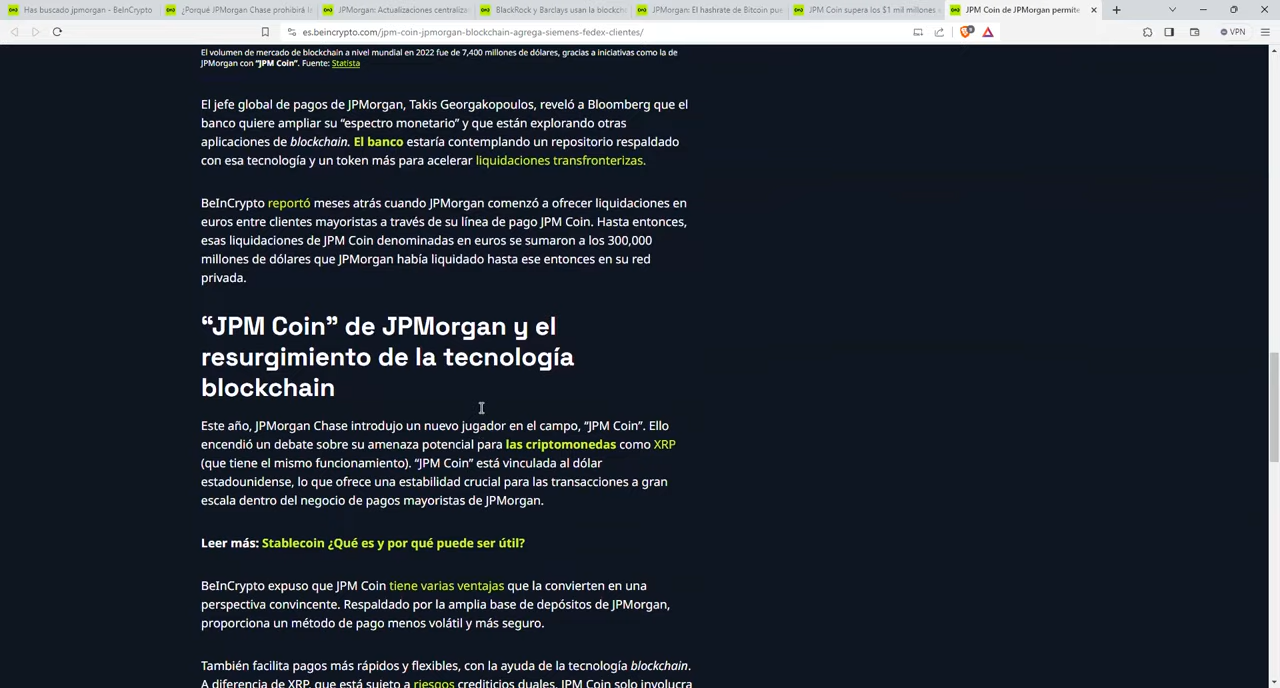 Has buscado jpmorgan - BeInCrypto
¿Porqué JPMorgan Chase prohibirá l
JPMorgan: Actualizaciones centraliza
BlackRock y Barclays usan la blockch
JPMorgan: El hashrate de Bitcoin pue
JPM Coin supera los $1 mil millones
JPM Coin de JPMorgan permite
es.beincrypto.com/jpm-coin-jpmorgan-blockchain-agrega-siemens-fedex-clientes/
VPN
El volumen de mercado de blockchain a nivel mundial en 2022 fue de 7,400 millones de dólares, gracias a iniciativas como la de
JPMorgan con “JPM Coin”. Fuente: Statista
El jefe global de pagos de JPMorgan, Takis Georgakopoulos, reveló a Bloomberg que el
banco quiere ampliar su “espectro monetario” y que están explorando otras
aplicaciones de blockchain. El banco estaría contemplando un repositorio respaldado
con esa tecnología y un token más para acelerar liquidaciones transfronterizas.
BeInCrypto reportó meses atrás cuando JPMorgan comenzó a ofrecer liquidaciones en
euros entre clientes mayoristas a través de su línea de pago JPM Coin. Hasta entonces,
esas liquidaciones de JPM Coin denominadas en euros se sumaron a los 300,000
millones de dólares que JPMorgan había liquidado hasta ese entonces en su red
privada.
“JPM Coin” de JPMorgan y el
resurgimiento de la tecnología
blockchain
Este año, JPMorgan Chase introdujo un nuevo jugador en el campo, “JPM Coin”. Ello
encendió un debate sobre su amenaza potencial para las criptomonedas como XRP
(que tiene el mismo funcionamiento). “JPM Coin” está vinculada al dólar
estadounidense, lo que ofrece una estabilidad crucial para las transacciones a gran
escala dentro del negocio de pagos mayoristas de JPMorgan.
Leer más: Stablecoin ¿Qué es y por qué puede ser útil?
BeInCrypto expuso que JPM Coin tiene varias ventajas que la convierten en una
perspectiva convincente. Respaldado por la amplia base de depósitos de JPMorgan,
proporciona un método de pago menos volátil y más seguro.
También facilita pagos más rápidos y flexibles, con la ayuda de la tecnología blockchain.
A diferencia de XRP, que está sujeto a riesgos crediticios duales, JPM Coin solo involucra